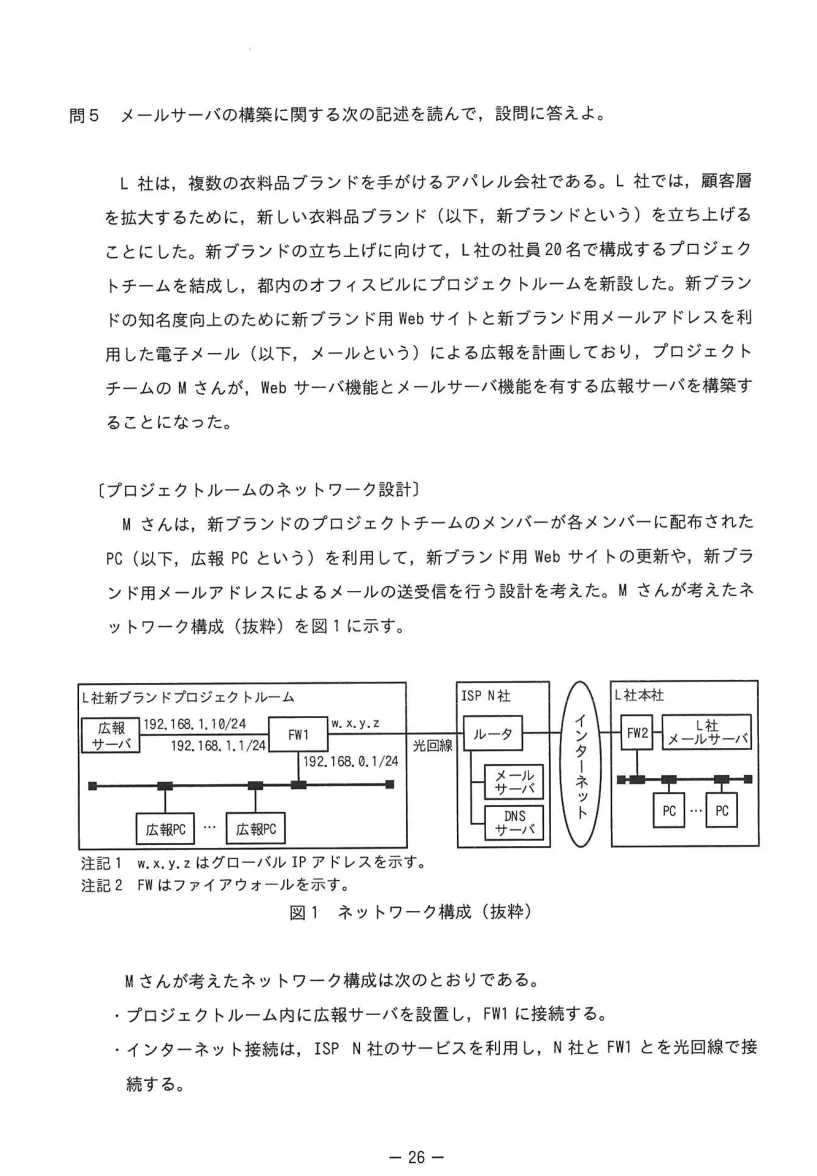 問5 メールサーバの構築に関する次の記述を読んで，設問に答えよ。
L 社は，複数の衣料品ブランドを手がけるアパレル会社である。L 社では，顧客層
を拡大するために，新しい衣料品ブランド（以下，新ブランドという）を立ち上げる
ことにした。新ブランドの立ち上げに向けて，L 社の社員 20 名で構成するプロジェク
トチームを結成し，都内のオフィスビルにプロジェクトルームを新設した。新ブラン
ドの知名度向上のために新ブランド用 Web サイトと新ブランド用メールアドレスを利
用した電子メール（以下，メールという）による広報を計画しており，プロジェクト
チームの M さんが，Web サーバ機能とメールサーバ機能を有する広報サーバを構築す
ることになった。
〔プロジェクトルームのネットワーク設計〕
M さんは，新ブランドのプロジェクトチームのメンバーが各メンバーに配布された
PC（以下，広報 PC という）を利用して，新ブランド用 Web サイトの更新や，新ブラ
ンド用メールアドレスによるメールの送受信を行う設計を考えた。M さんが考えたネ
ットワーク構成（抜粋）を図 1 に示す。
L社新ブランドプロジェクトルーム
広報
サーバ
192.168.1.10/24
192.168.1.1/24
FW1
w.x.y.z
192.168.0.1/24
広報PC
…
広報PC
光回線
ISP N社
ルータ
メール
サーバ
DNS
サーバ
インターネット
L社本社
FW2
L社
メールサーバ
PC
…
PC
注記 1 w.x.y.z はグローバル IP アドレスを示す。
注記 2 FW はファイアウォールを示す。
図 1 ネットワーク構成（抜粋）
M さんが考えたネットワーク構成は次のとおりである。
・プロジェクトルーム内に広報サーバを設置し，FW1 に接続する。
・インターネット接続は，ISP N 社のサービスを利用し，N 社と FW1 とを光回線で接
続する。
― 26 ―